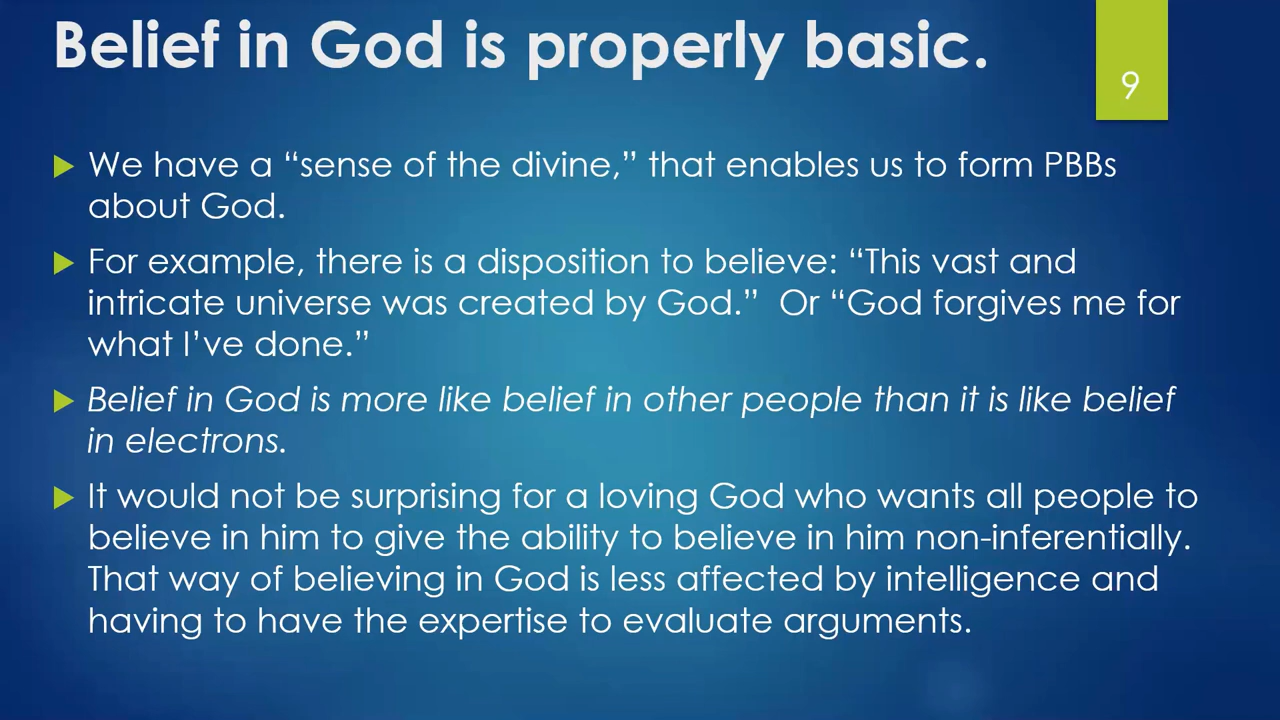 Belief in God is properly basic.
9
We have a “sense of the divine,” that enables us to form PBBs
about God.
For example, there is a disposition to believe: “This vast and
intricate universe was created by God.”  Or “God forgives me for
what I’ve done.”
Belief in God is more like belief in other people than it is like belief
in electrons.
It would not be surprising for a loving God who wants all people to
believe in him to give the ability to believe in him non-inferentially.
That way of believing in God is less affected by intelligence and
having to have the expertise to evaluate arguments.